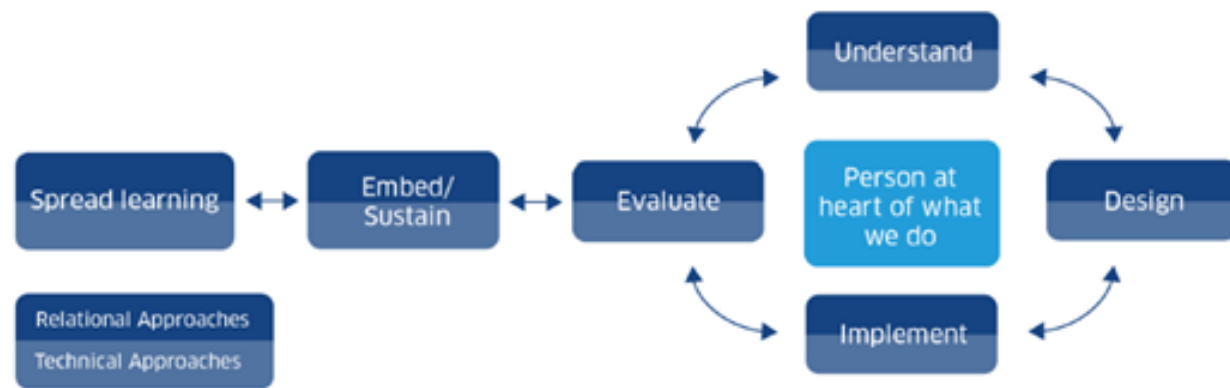 Understand
Spread learning
Embed/
Sustain
Evaluate
Person at
heart of what
we do
Design
Implement
Relational Approaches
Technical Approaches